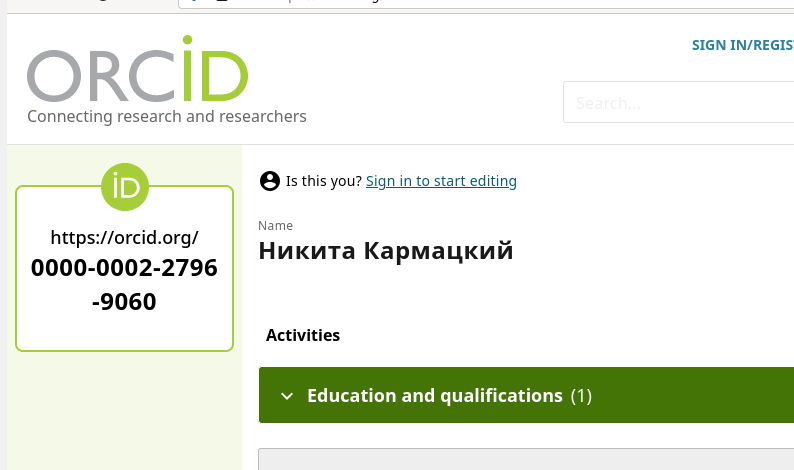 SIGN IN/REGIS
ORCID
Connecting research and researchers
Search...
iD
Is this you? Sign in to start editing
https://orcid.org/
0000-0002-2796
-9060
Name
Никита Кармацкий
Activities
Education and qualifications (1)